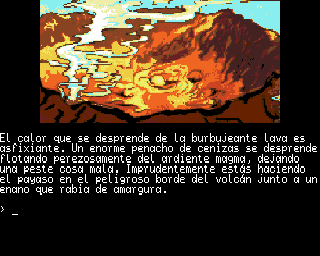 El calor que se desprende de la burbujeante lava es
asfixiante. Un enorme penacho de cenizas se desprende
flotando perezosamente del ardiente magma, dejando
una peste cosa mala. Imprudentemente estás haciendo
el payaso en el peligroso borde del volcán junto a un
enano que rabia de amargura.
> _